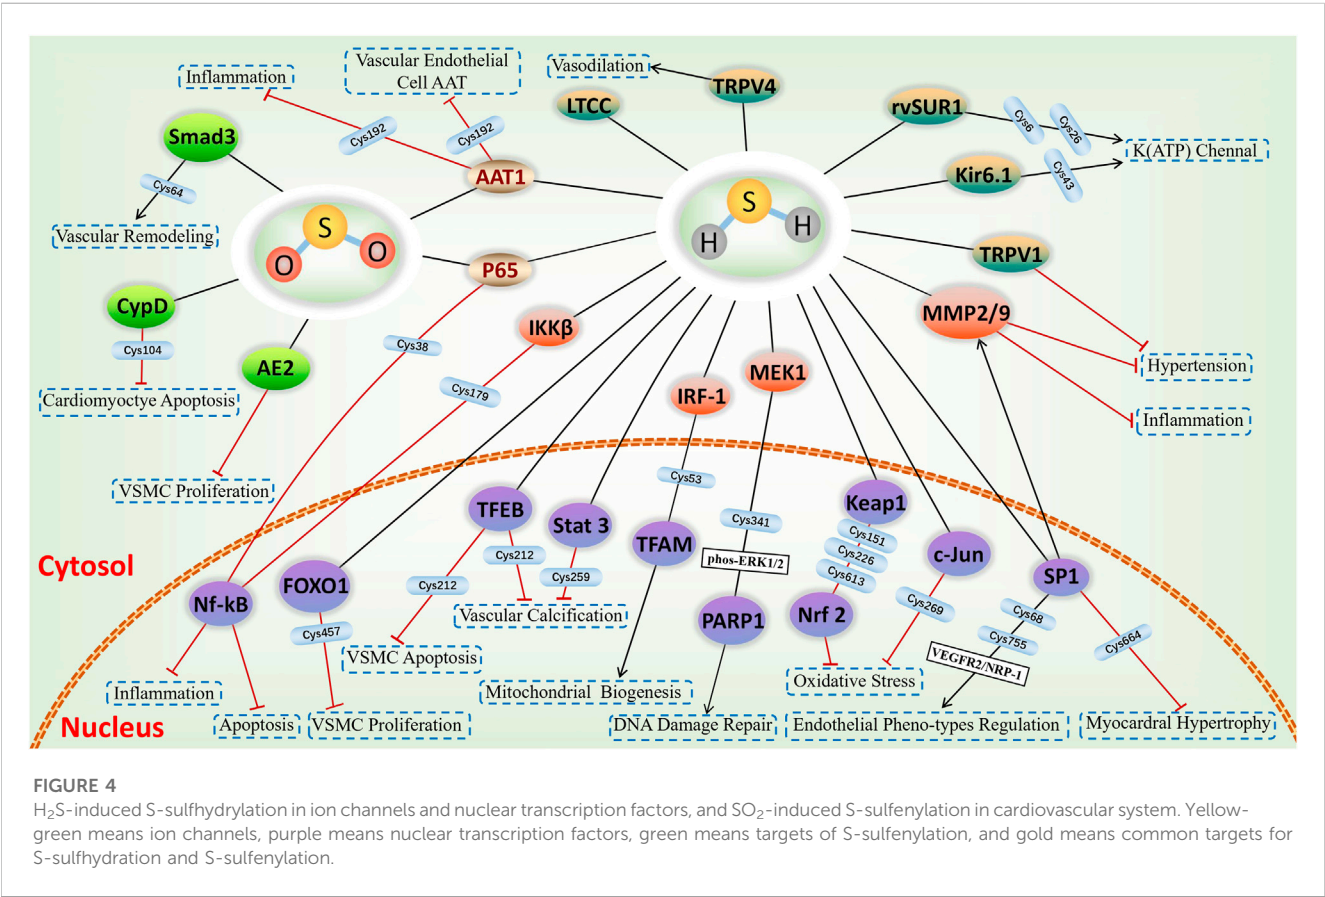 Inflammation
Vascular Endothelial
Cell AAT
Vasodilation
TRPV4
LTCC
rvSUR1
Cys6
Cys26
K(ATP) Chennal
Smad3
Cys192
Cys192
AAT1
Kir6.1
Cys43
Cys64
Vascular Remodeling
S
O
O
S
H
H
TRPV1
P65
CypD
IKKβ
MMP2/9
Cys104
Cys38
AE2
Hypertension
Cardiomyoctye Apoptosis
Cys179
IRF-1
MEK1
Inflammation
VSMC Proliferation
Cys53
TFEB
Stat 3
Keap1
Cys341
Cys151
Cys226
Cys613
TFAM
phos-ERK1/2
c-Jun
Cytosol
Cys212
Cys212
Cys259
SP1
Nf-kB
FOXO1
Vascular Calcification
PARP1
Nrf 2
Cys269
Cys68
Cys755
Cys664
Cys457
VSMC Apoptosis
VEGFR2/NRP-1
Inflammation
Mitochondrial Biogenesis
Oxidative Stress
Nucleus
Apoptosis
VSMC Proliferation
DNA Damage Repair
Endothelial Pheno-types Regulation
Myocardral Hypertrophy
FIGURE 4
H₂S-induced S-sulfhydrylation in ion channels and nuclear transcription factors, and SO₂-induced S-sulfenylation in cardiovascular system. Yellow-
green means ion channels, purple means nuclear transcription factors, green means targets of S-sulfenylation, and gold means common targets for
S-sulfhydration and S-sulfenylation.